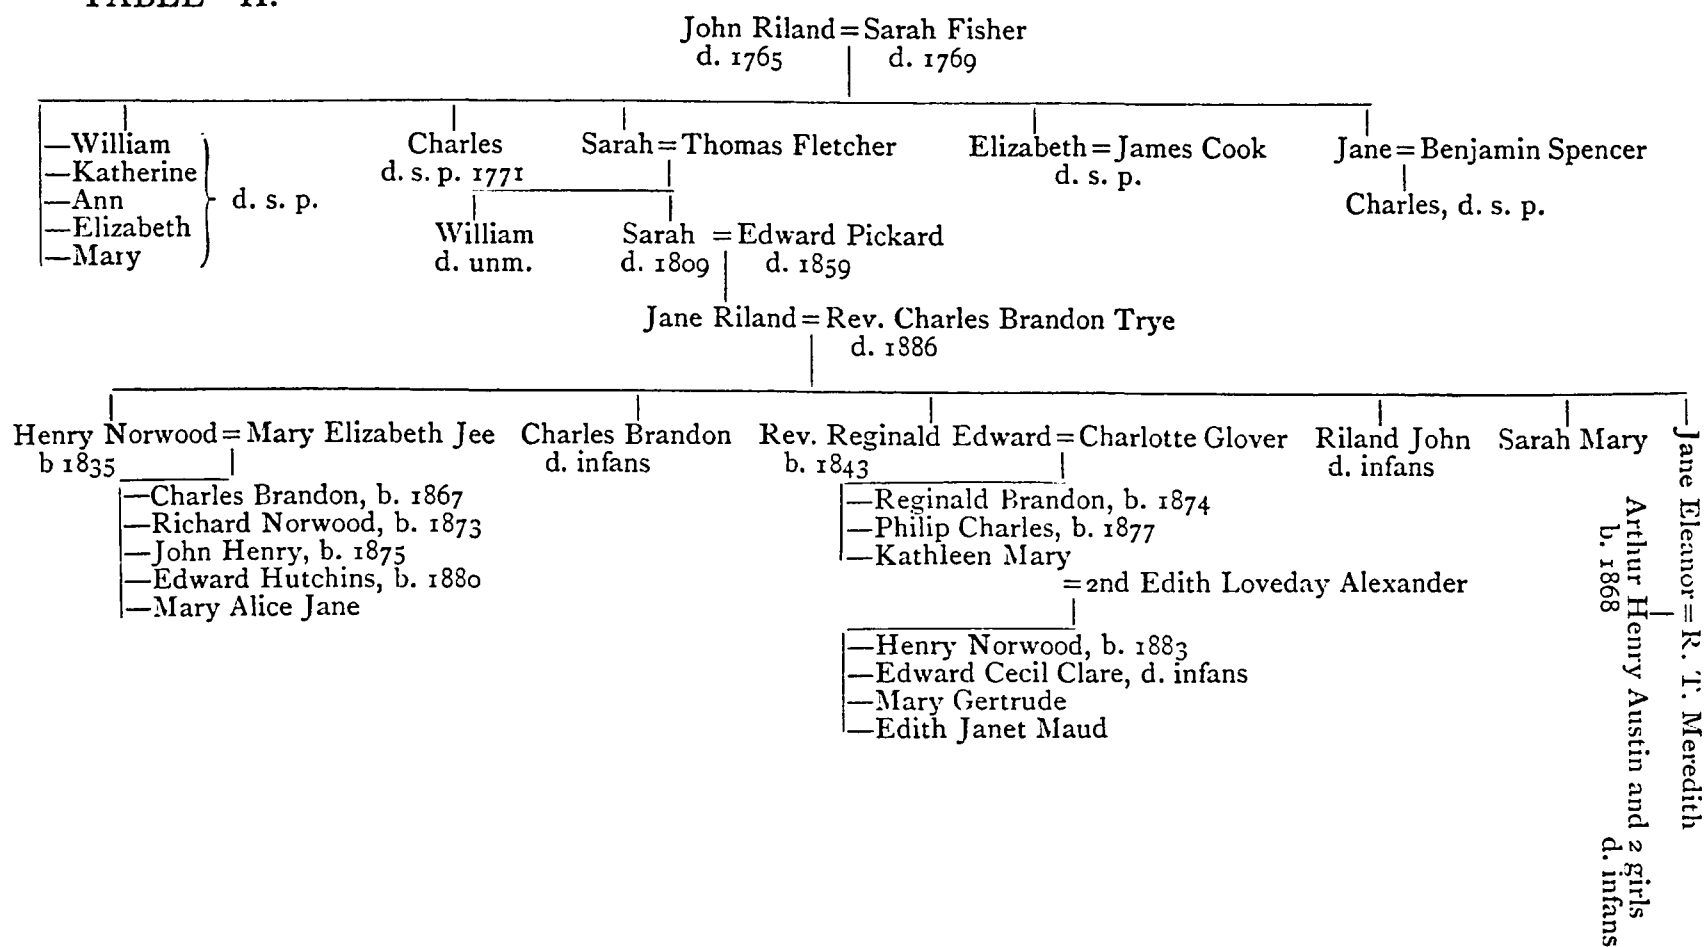 TABLE II.
John Riland = Sarah Fisher
d. 1765 d. 1769
—William
—Katherine
—Ann
—Elizabeth
—Mary
d. s. p.
Charles
d. s. p. 1771
Sarah = Thomas Fletcher
Elizabeth = James Cook
d. s. p.
Jane = Benjamin Spencer
Charles, d. s. p.
William
d. unm.
Sarah = Edward Pickard
d. 1809 d. 1859
Jane Riland = Rev. Charles Brandon Trye
d. 1886
Henry Norwood = Mary Elizabeth Jee
b 1835
—Charles Brandon, b. 1867
—Richard Norwood, b. 1873
—John Henry, b. 1875
—Edward Hutchins, b. 1880
—Mary Alice Jane
Charles Brandon
d. infans
Rev. Reginald Edward = Charlotte Glover
b. 1843
—Reginald Brandon, b. 1874
—Philip Charles, b. 1877
—Kathleen Mary
= 2nd Edith Loveday Alexander
—Henry Norwood, b. 1883
—Edward Cecil Clare, d. infans
—Mary Gertrude
—Edith Janet Maud
Riland John
d. infans
Sarah Mary
Jane Eleanor = R. T. Meredith
Arthur Henry Austin and 2 girls
b. 1868 d. infans